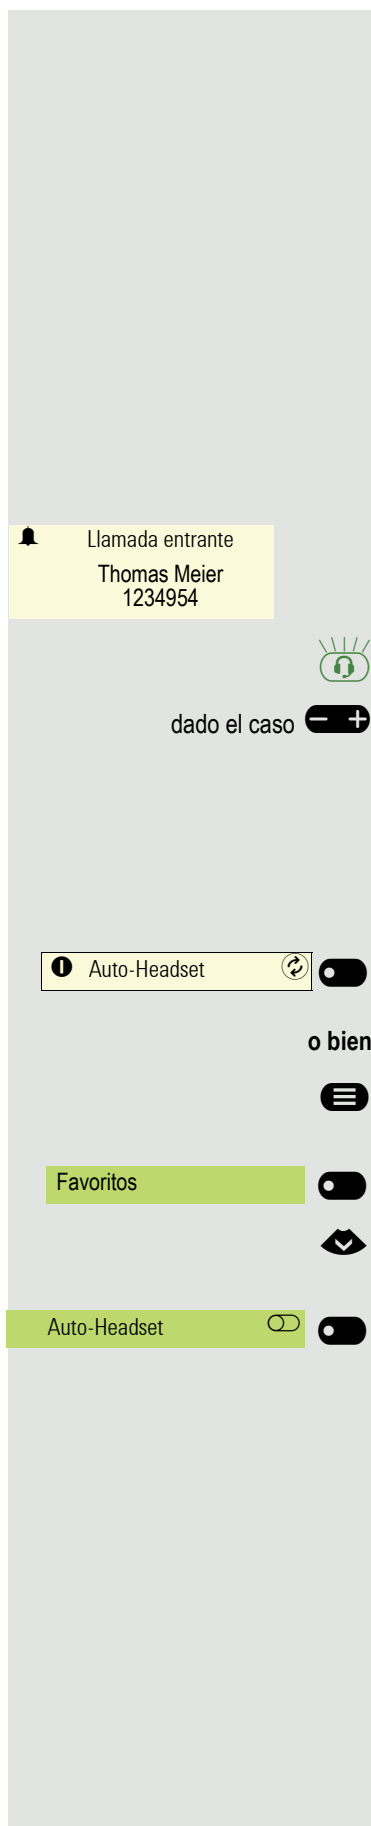 Llamada entrante
Thomas Meier
1234954
dado el caso
Auto-Headset
o bien
Favoritos
Auto-Headset